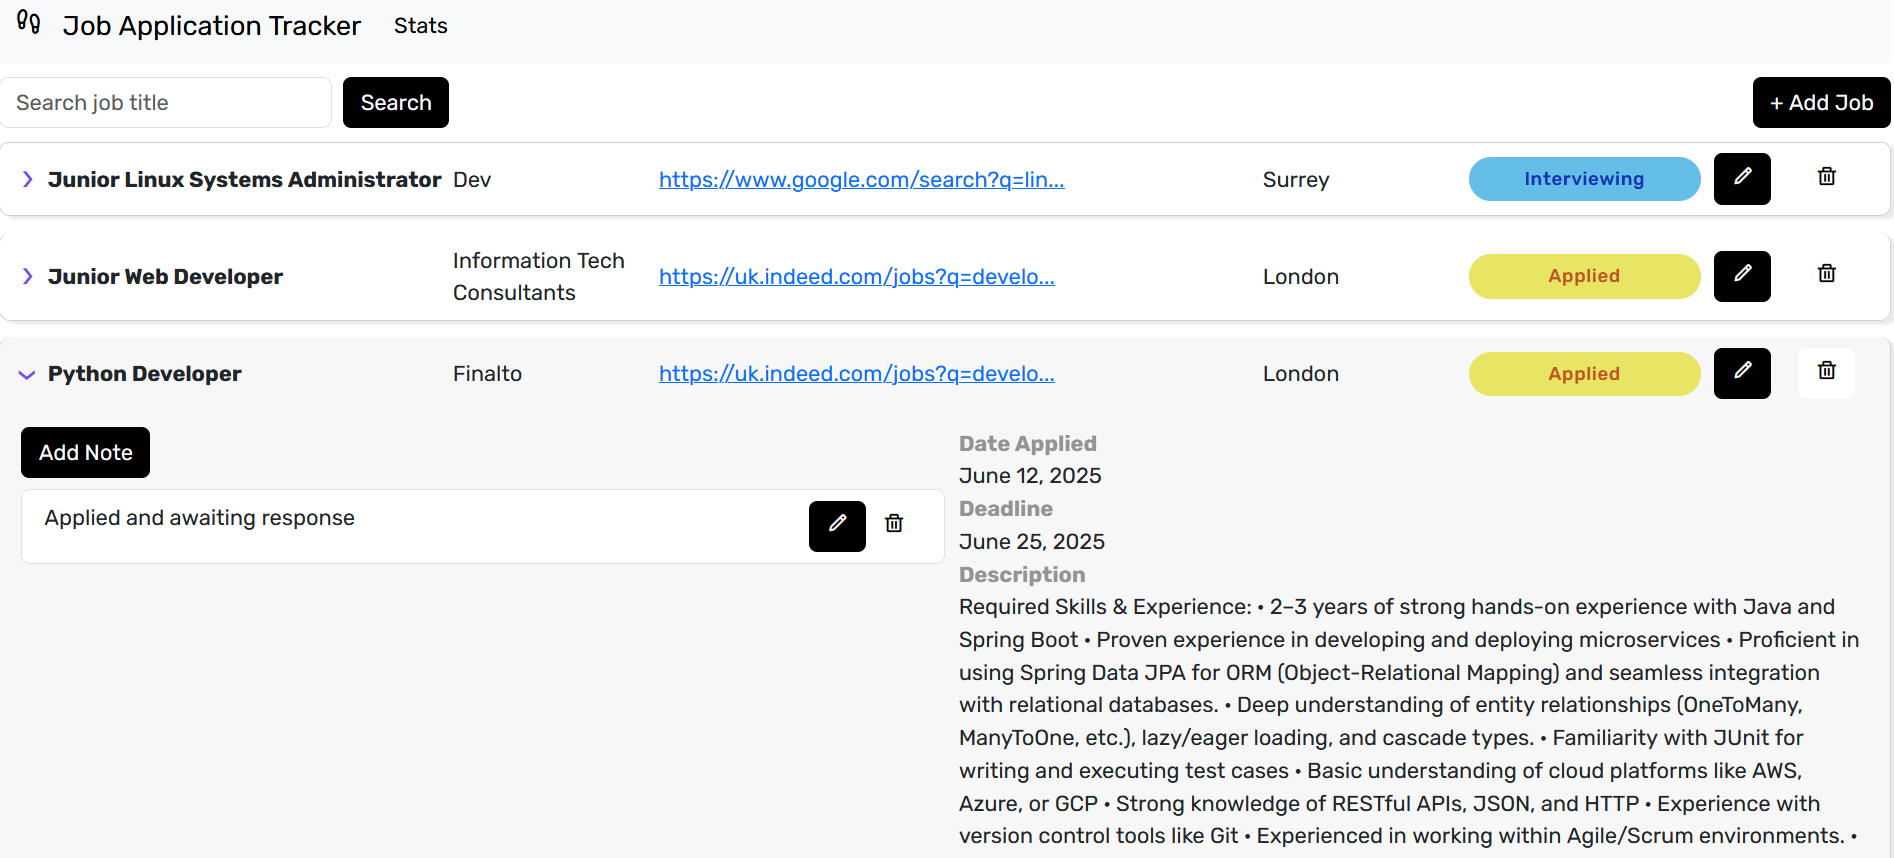 Job Application Tracker Stats
Search job title Search + Add Job
Junior Linux Systems Administrator Dev https://www.google.com/search?q=lin... Surrey Interviewing
Junior Web Developer Information Tech Consultants https://uk.indeed.com/jobs?q=develo... London Applied
Python Developer Finalto https://uk.indeed.com/jobs?q=develo... London Applied
Add Note
Applied and awaiting response
Date Applied
June 12, 2025
Deadline
June 25, 2025
Description
Required Skills & Experience: • 2–3 years of strong hands-on experience with Java and
Spring Boot • Proven experience in developing and deploying microservices • Proficient in
using Spring Data JPA for ORM (Object-Relational Mapping) and seamless integration
with relational databases. • Deep understanding of entity relationships (OneToMany,
ManyToOne, etc.), lazy/eager loading, and cascade types. • Familiarity with JUnit for
writing and executing test cases • Basic understanding of cloud platforms like AWS,
Azure, or GCP • Strong knowledge of RESTful APIs, JSON, and HTTP • Experience with
version control tools like Git • Experienced in working within Agile/Scrum environments. •